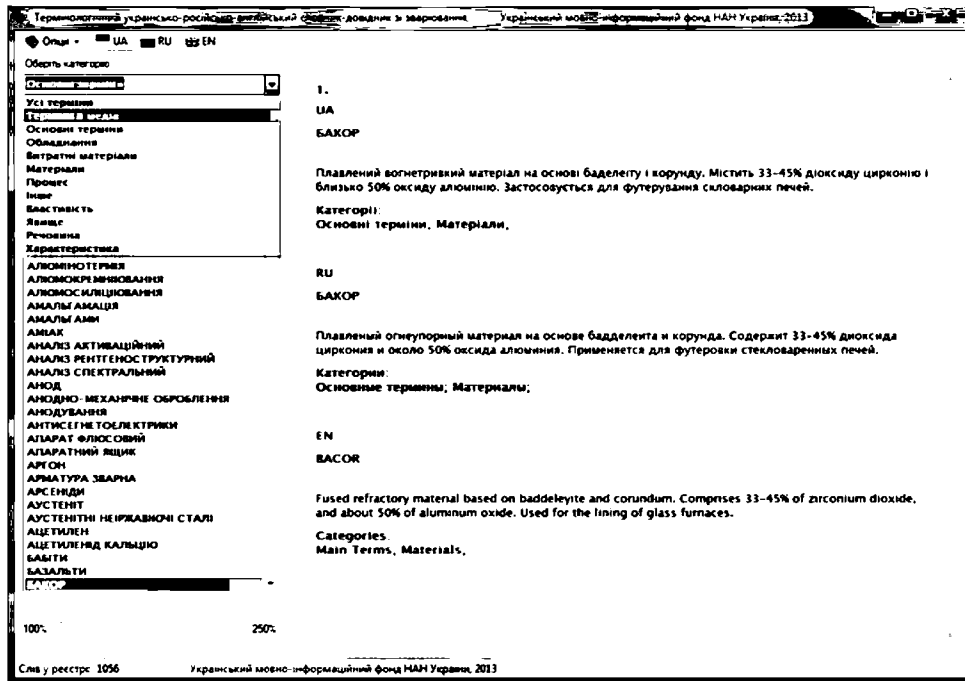 Термінологічний українсько-російсько-англійський словник-довідник зі зварювання Український мовно-інформаційний фонд НАН України, 2013
Опції UA RU EN
Оберіть категорію
Основні терміни
Усі терміни
Терміни з медіа
Основні терміни
Обладнання
Витратні матеріали
Матеріали
Процес
Інше
Властивість
Явище
Речовина
Характеристика
АЛЮМІНОТЕРМІЯ
АЛЮМОКРЕМНІЮВАННЯ
АЛЮМОСИЛІЦІЮВАННЯ
АМАЛЬГАМАЦІЯ
АМАЛЬГАМИ
АМІАК
АНАЛІЗ АКТИВАЦІЙНИЙ
АНАЛІЗ РЕНТГЕНОСТРУКТУРНИЙ
АНАЛІЗ СПЕКТРАЛЬНИЙ
АНОД
АНОДНО-МЕХАНІЧНЕ ОБРОБЛЕННЯ
АНОДУВАННЯ
АНТИСЕГНЕТОЕЛЕКТРИКИ
АПАРАТ ФЛЮСОВИЙ
АПАРАТНИЙ ЯЩИК
АРГОН
АРМАТУРА ЗВАРНА
АРСЕНІДИ
АУСТЕНІТ
АУСТЕНІТНІ НЕІРЖАВІЮЧІ СТАЛІ
АЦЕТИЛЕН
АЦЕТИЛЕНІД КАЛЬЦІЮ
БАБІТИ
БАЗАЛЬТИ
БАКОР
100% 250%
1.
UA
БАКОР
Плавлений вогнетривкий матеріал на основі баделеїту і корунду. Містить 33-45% діоксиду цирконію і
близько 50% оксиду алюмінію. Застосовується для футерування скловарних печей.
Категорії:
Основні терміни, Матеріали,
RU
БАКОР
Плавленый огнеупорный материал на основе бадделеита и корунда. Содержит 33-45% диоксида
циркония и около 50% оксида алюминия. Применяется для футеровки стекловаренных печей.
Категории:
Основные термины; Материалы;
EN
BACOR
Fused refractory material based on baddeleyite and corundum. Comprises 33-45% of zirconium dioxide,
and about 50% of aluminum oxide. Used for the lining of glass furnaces.
Categories:
Main Terms, Materials,
Слів у реєстрі: 1056 Український мовно-інформаційний фонд НАН України, 2013